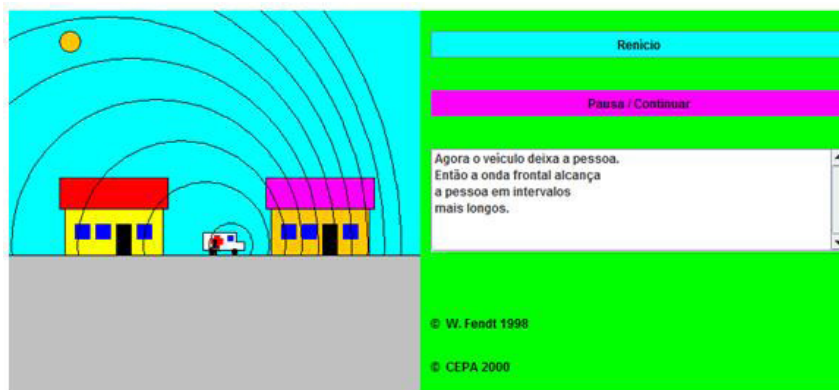 Renício
Pausa / Continuar
Agora o veículo deixa a pessoa.
Então a onda frontal alcança
a pessoa em intervalos
mais longos.
© W. Fendt 1998
© CEPA 2000